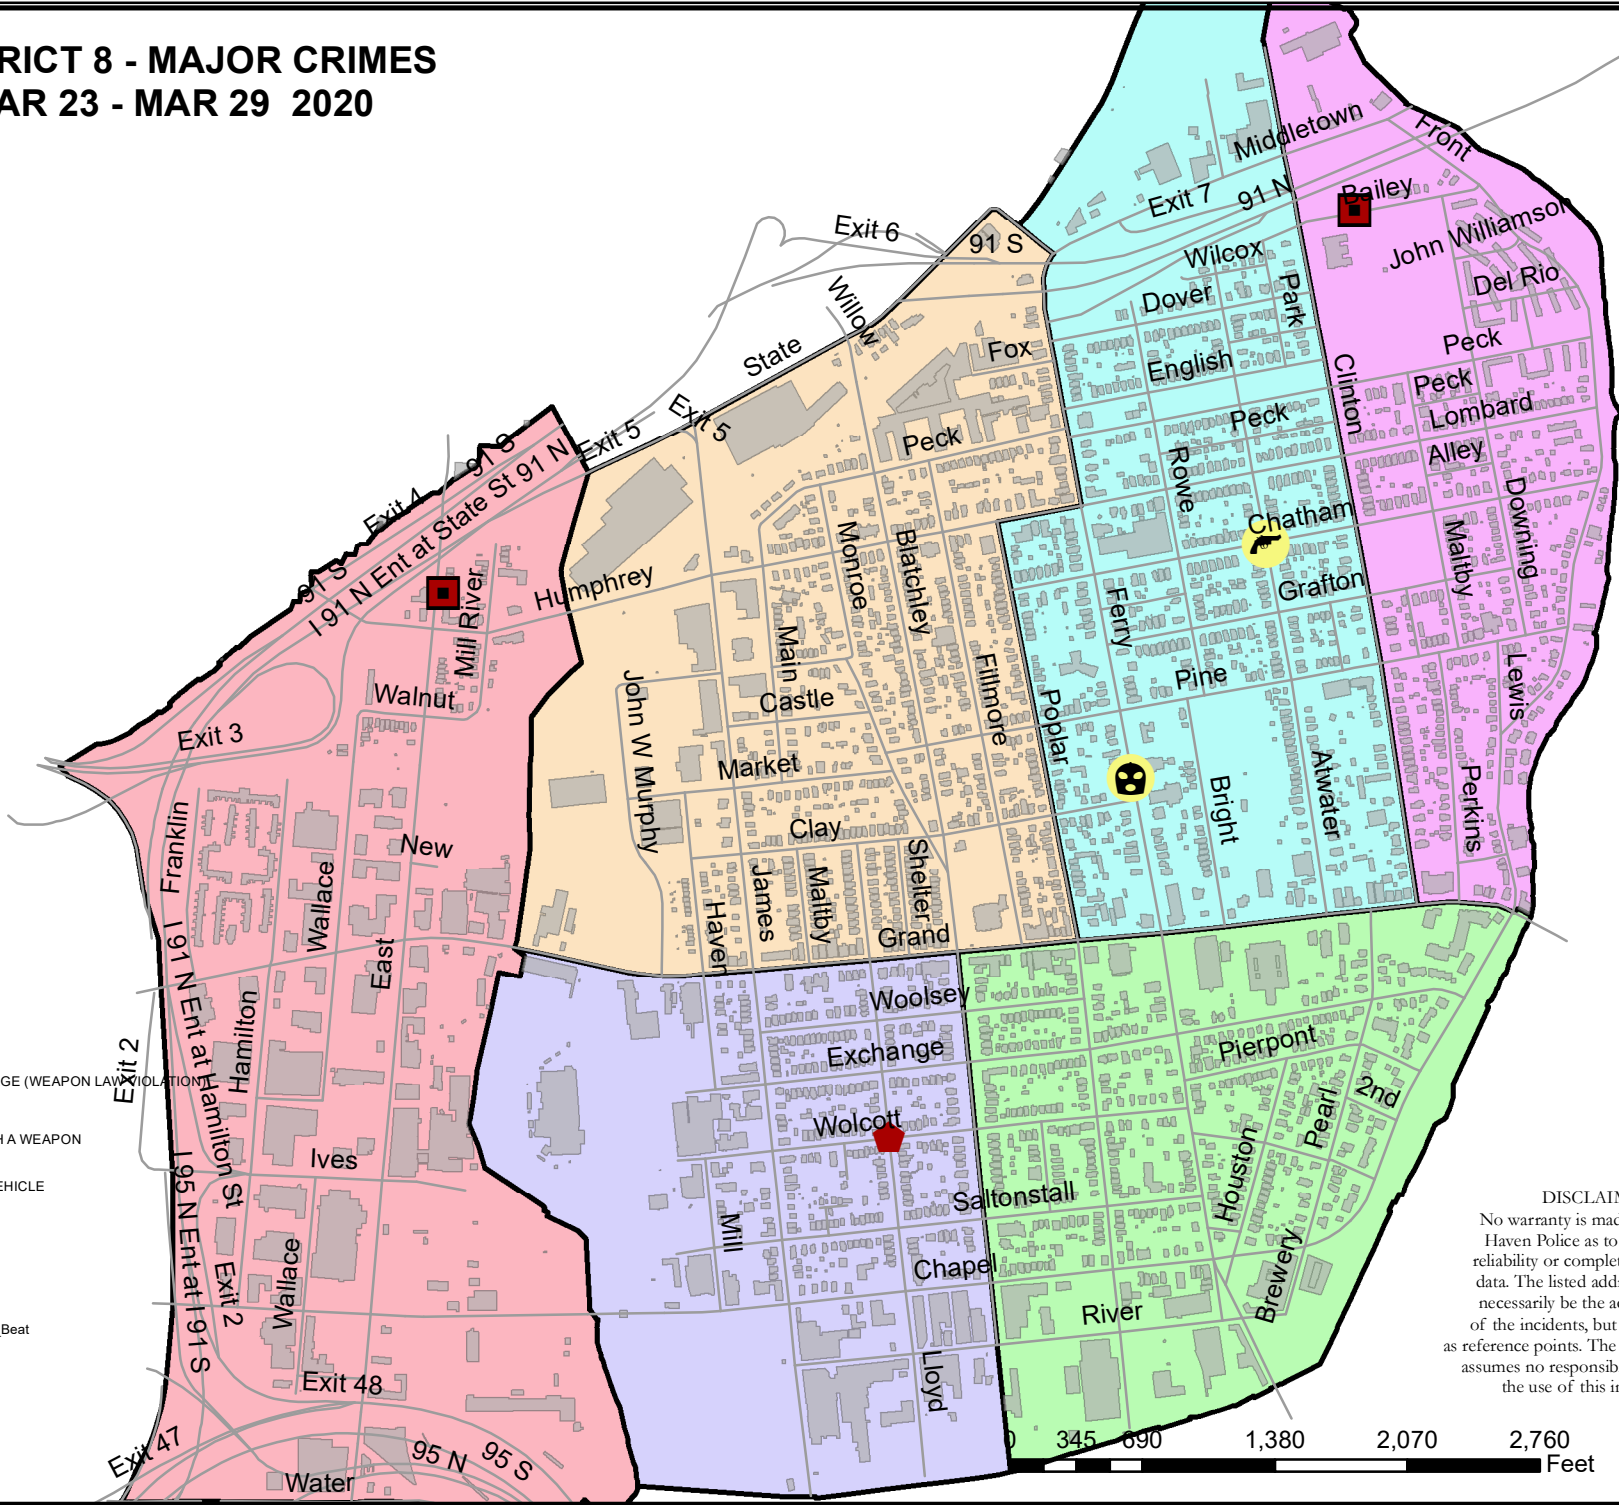 RICT 8 - MAJOR CRIMES
AR 23 - MAR 29 2020
Middletown
Front
Exit 7
91 N
Bailey
John Williamson
Exit 6
91 S
Wilcox
Del Rio
Dover
Park
Willow
State
Fox
English
Peck
Clinton
Peck
Exit 5
Peck
Peck
Lombard
Exit 5
Alley
91 S
I 91 N Ent at State St 91 N
Exit 4
Rowe
Downing
Monroe
Blatchley
Chatham
Maltby
91 S
Humphrey
Grafton
Mill River
Ferry
Main
Fillmore
Pine
Lewis
Walnut
John W Murphy
Castle
Poplar
Exit 3
Market
Atwater
Perkins
Bright
Franklin
New
Clay
Shelter
Wallace
James
Maltby
Haven
Grand
East
I 91 N Ent at Hamilton St
Hamilton
Woolsey
Exit 2
Exchange
Pierpont
GE (WEAPON LAW VIOLATION)
2nd
Pearl
Wolcott
H A WEAPON
Ives
Houston
EHICLE
Saltonstall
Mill
I 95 N Ent at I 91 S
Exit 2
Wallace
Chapel
Brewery
River
Beat
Lloyd
Exit 48
Exit 47
95 N
95 S
Water
DISCLAI
No warranty is mad
Haven Police as to
reliability or complet
data. The listed add
necessarily be the a
of the incidents, but
as reference points. The
assumes no responsib
the use of this i
0 345 690 1,380 2,070 2,760
Feet